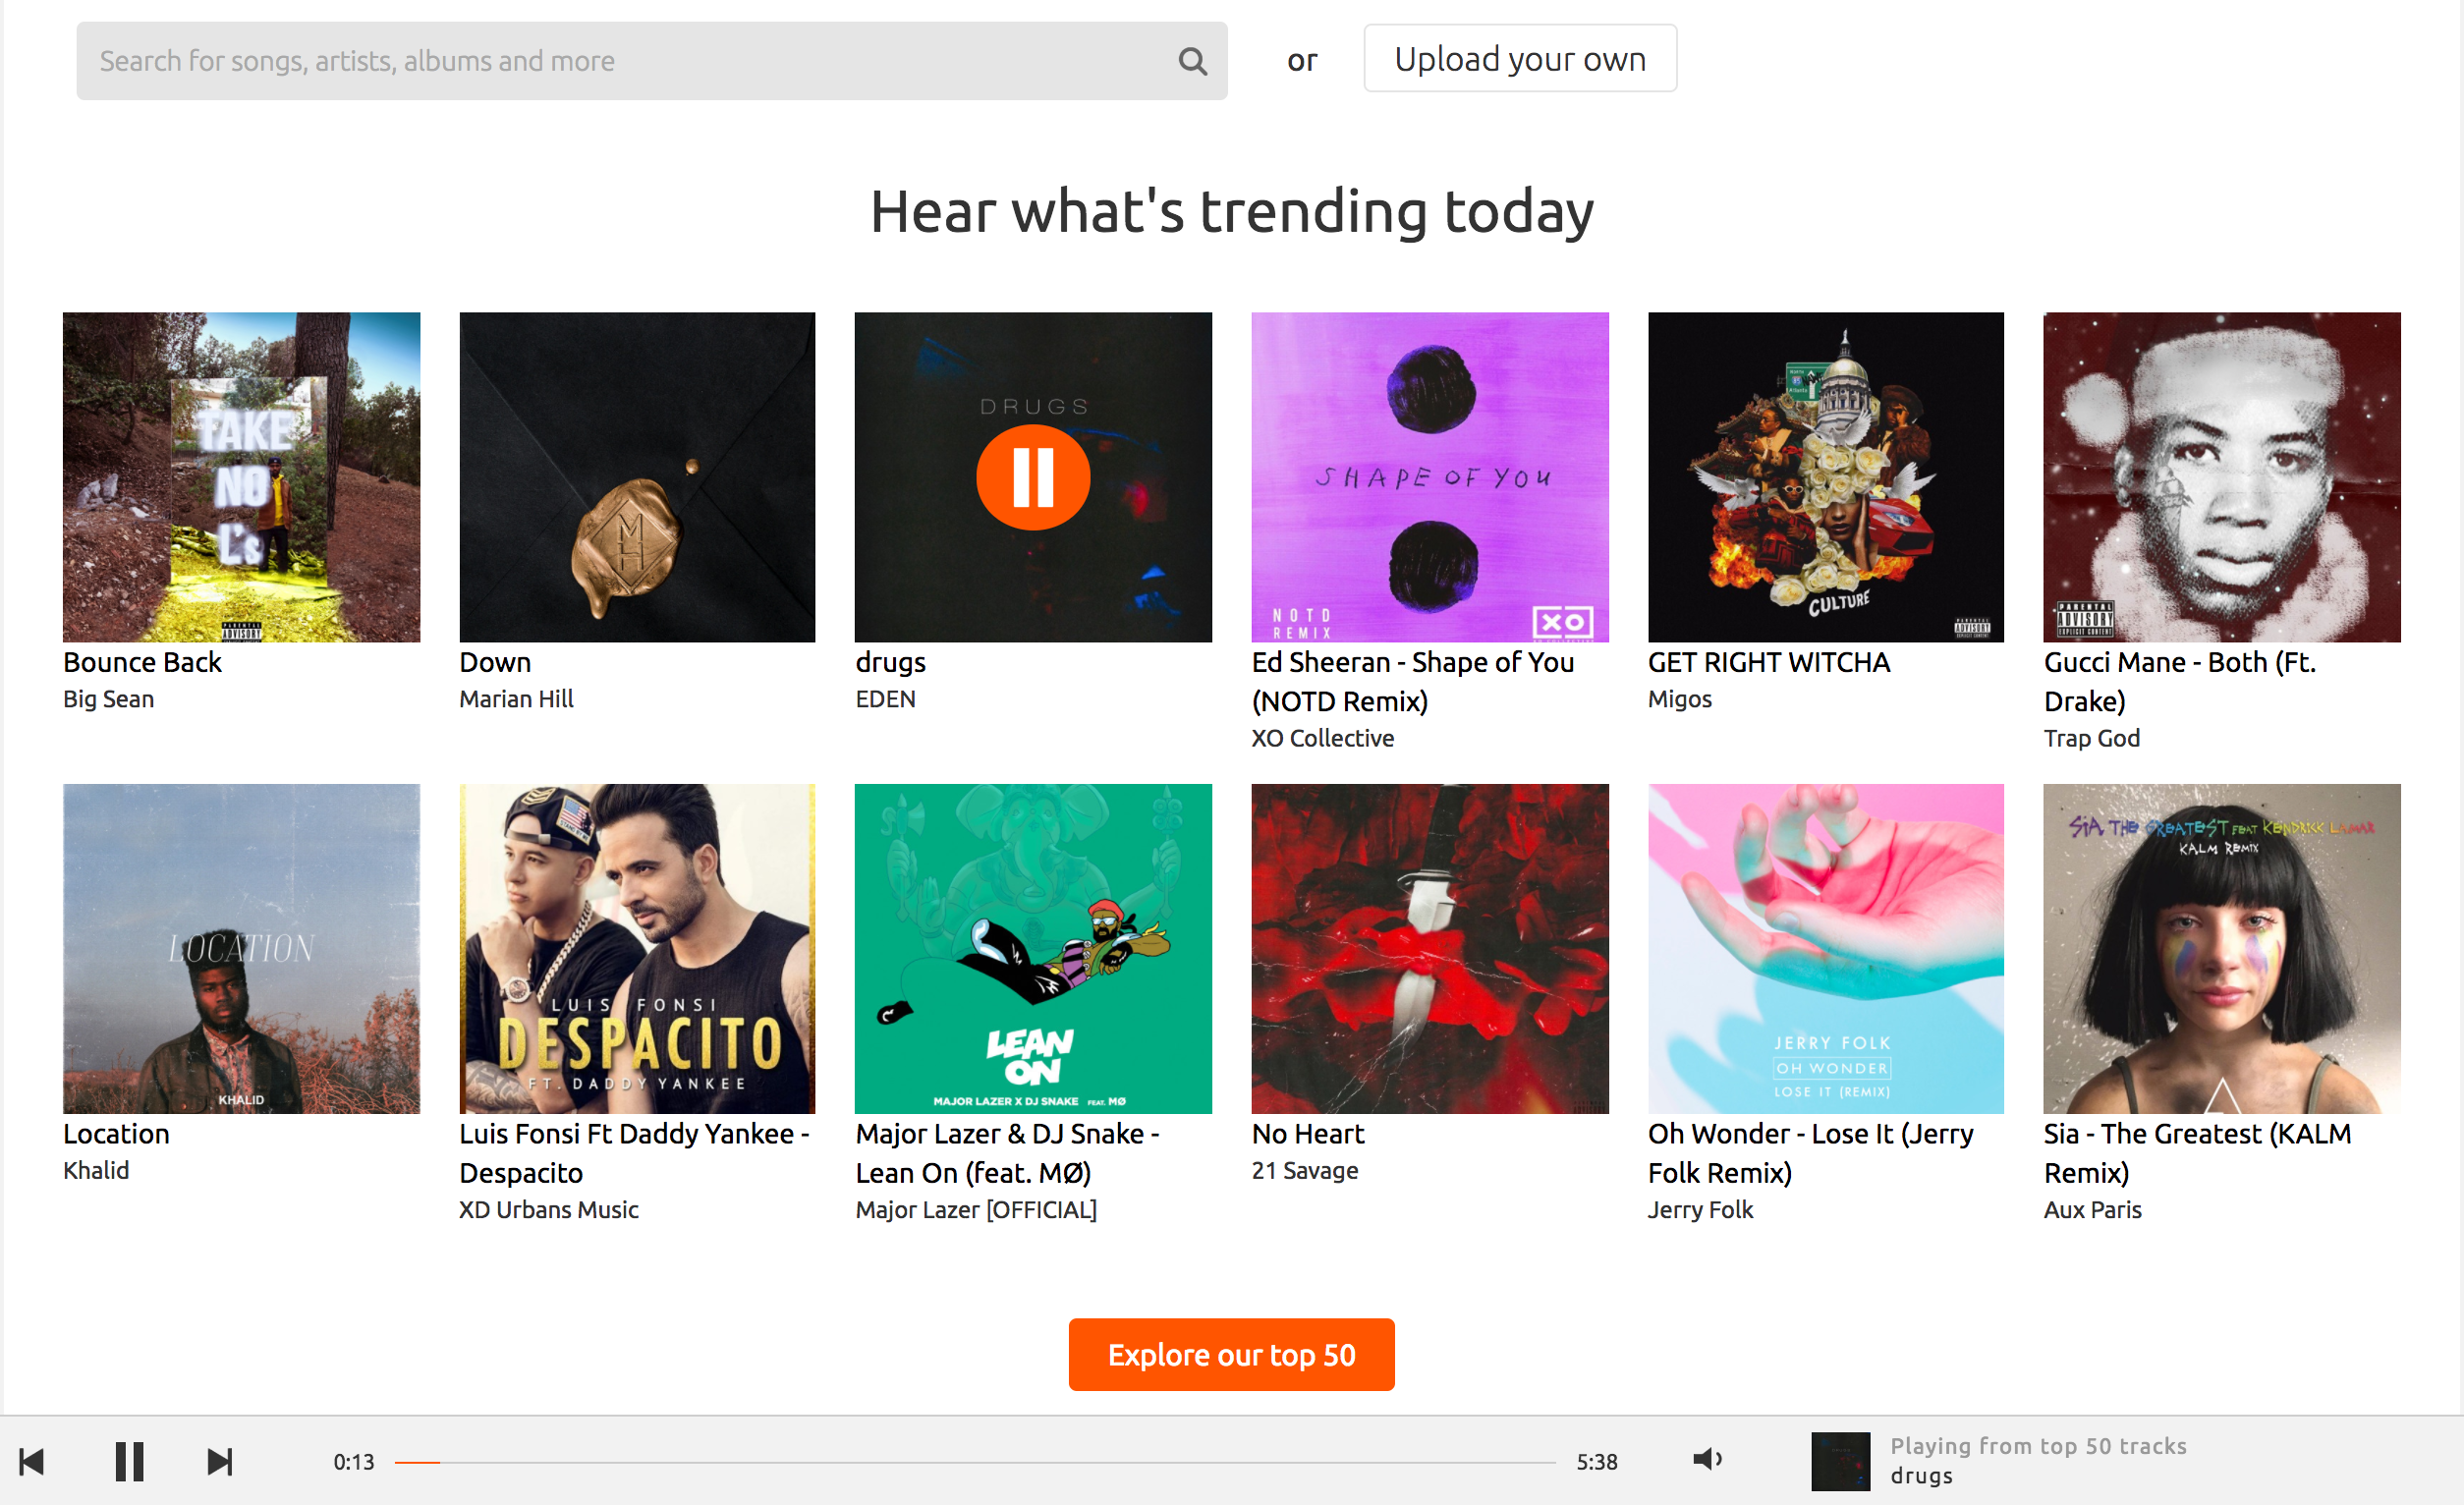 Search for songs, artists, albums and more
or
Upload your own
Hear what's trending today
TAKE
NO
L's
PARENTAL
ADVISORY
M
H
DRUGS
SHAPE OF YOU
NOTD
REMIX
XO
North
Atlanta
CULTURE
PARENTAL
ADVISORY
PARENTAL
ADVISORY
EXPLICIT CONTENT
Bounce Back
Big Sean
Down
Marian Hill
drugs
EDEN
Ed Sheeran - Shape of You
(NOTD Remix)
XO Collective
GET RIGHT WITCHA
Migos
Gucci Mane - Both (Ft.
Drake)
Trap God
LOCATION
KHALID
LUIS FONSI
DESPACITO
FT. DADDY YANKEE
LEAN
ON
MAJOR LAZER X DJ SNAKE FEAT. MØ
JERRY FOLK
OH WONDER
LOSE IT (REMIX)
SiA THE GREATEST FEAT KENDRICK LAMAR
KALM REMIX
Location
Khalid
Luis Fonsi Ft Daddy Yankee -
Despacito
XD Urbans Music
Major Lazer & DJ Snake -
Lean On (feat. MØ)
Major Lazer [OFFICIAL]
No Heart
21 Savage
Oh Wonder - Lose It (Jerry
Folk Remix)
Jerry Folk
Sia - The Greatest (KALM
Remix)
Aux Paris
Explore our top 50
0:13
5:38
Playing from top 50 tracks
drugs